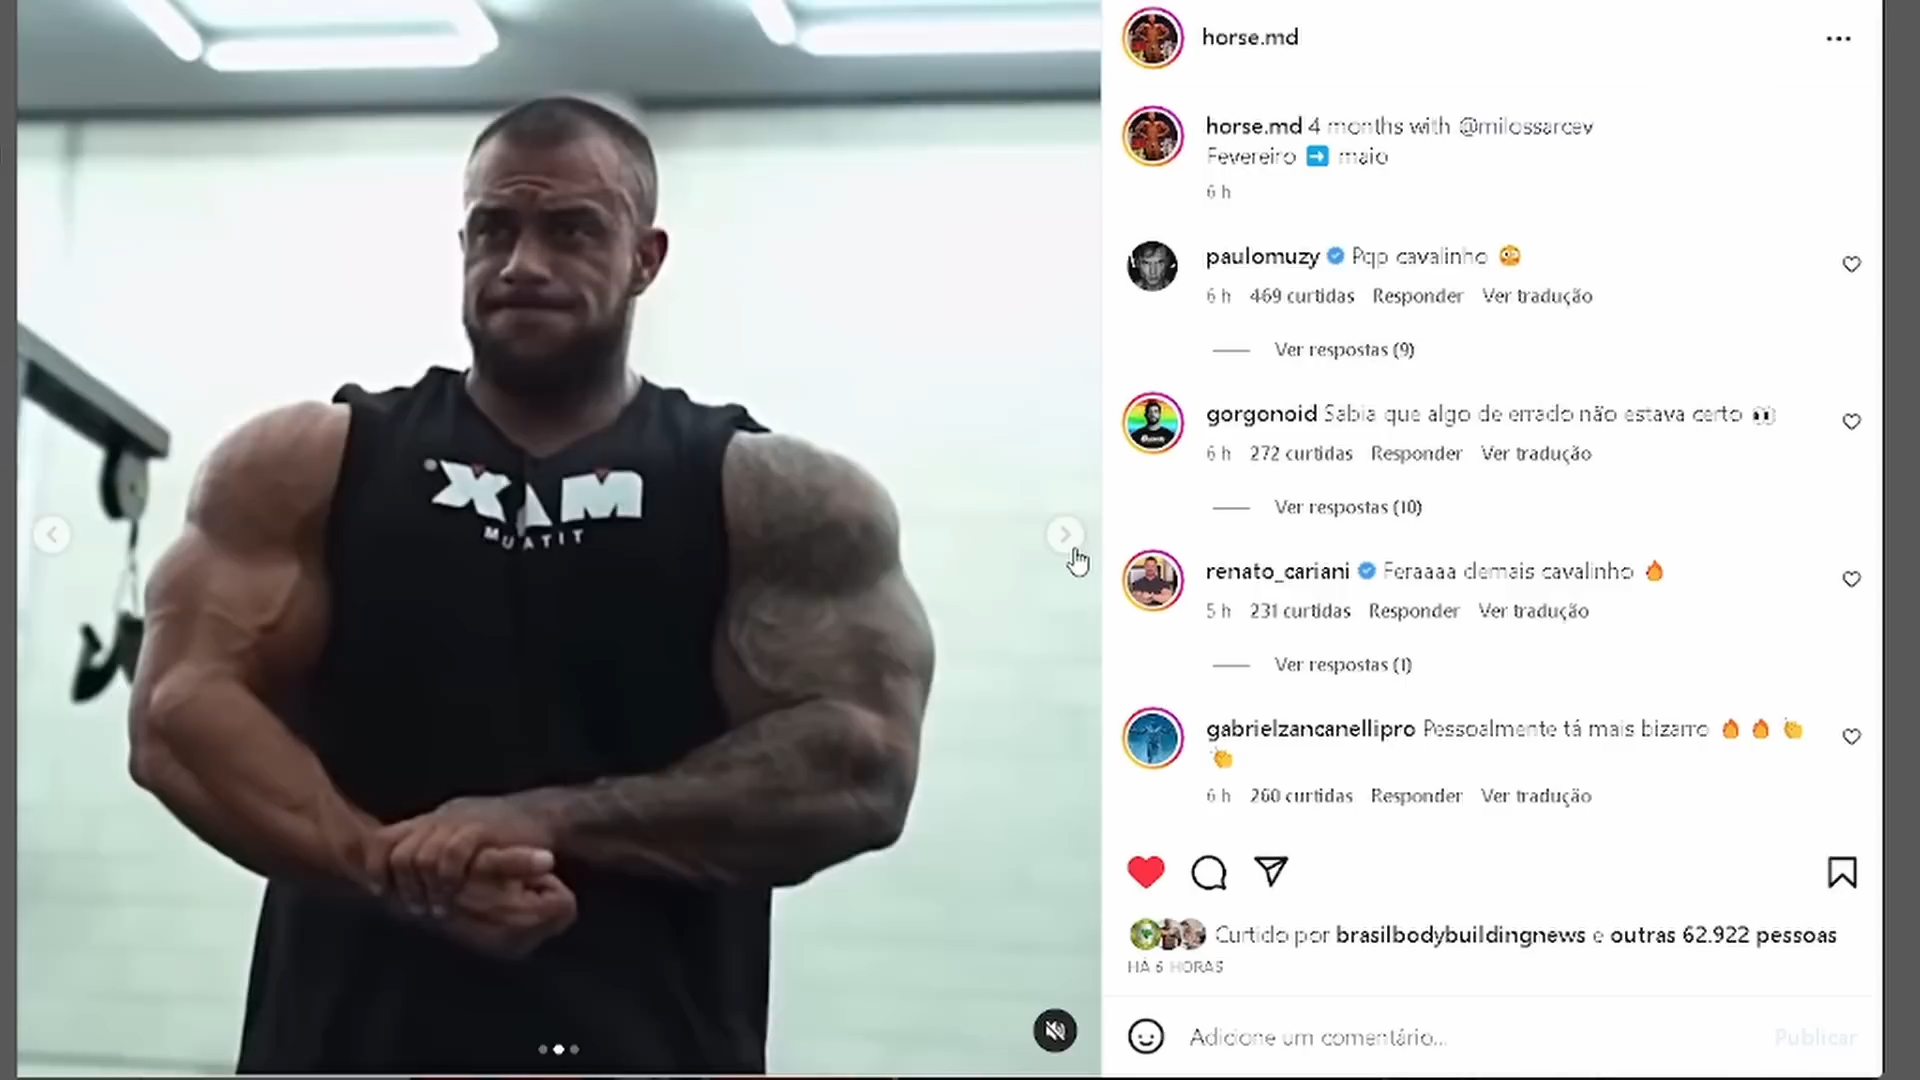 horse.md
horse.md 4 months with @milossarcev
Fevereiro ➡️ maio
6 h
paulomuzy Pqp cavalinho 😳
6 h 469 curtidas Responder Ver tradução
Ver respostas (9)
gorgonoid Sabia que algo de errado não estava certo 👀
6 h 272 curtidas Responder Ver tradução
Ver respostas (10)
renato_cariani Feraaaa demais cavalinho 🔥
5 h 231 curtidas Responder Ver tradução
Ver respostas (1)
gabrielzancanellipro Pessoalmente tá mais bizarro 🔥 🔥 👏
👏
6 h 260 curtidas Responder Ver tradução
Curtido por brasilbodybuildingnews e outras 62.922 pessoas
HÁ 6 HORAS
Adicione um comentário...
Publicar
XAM